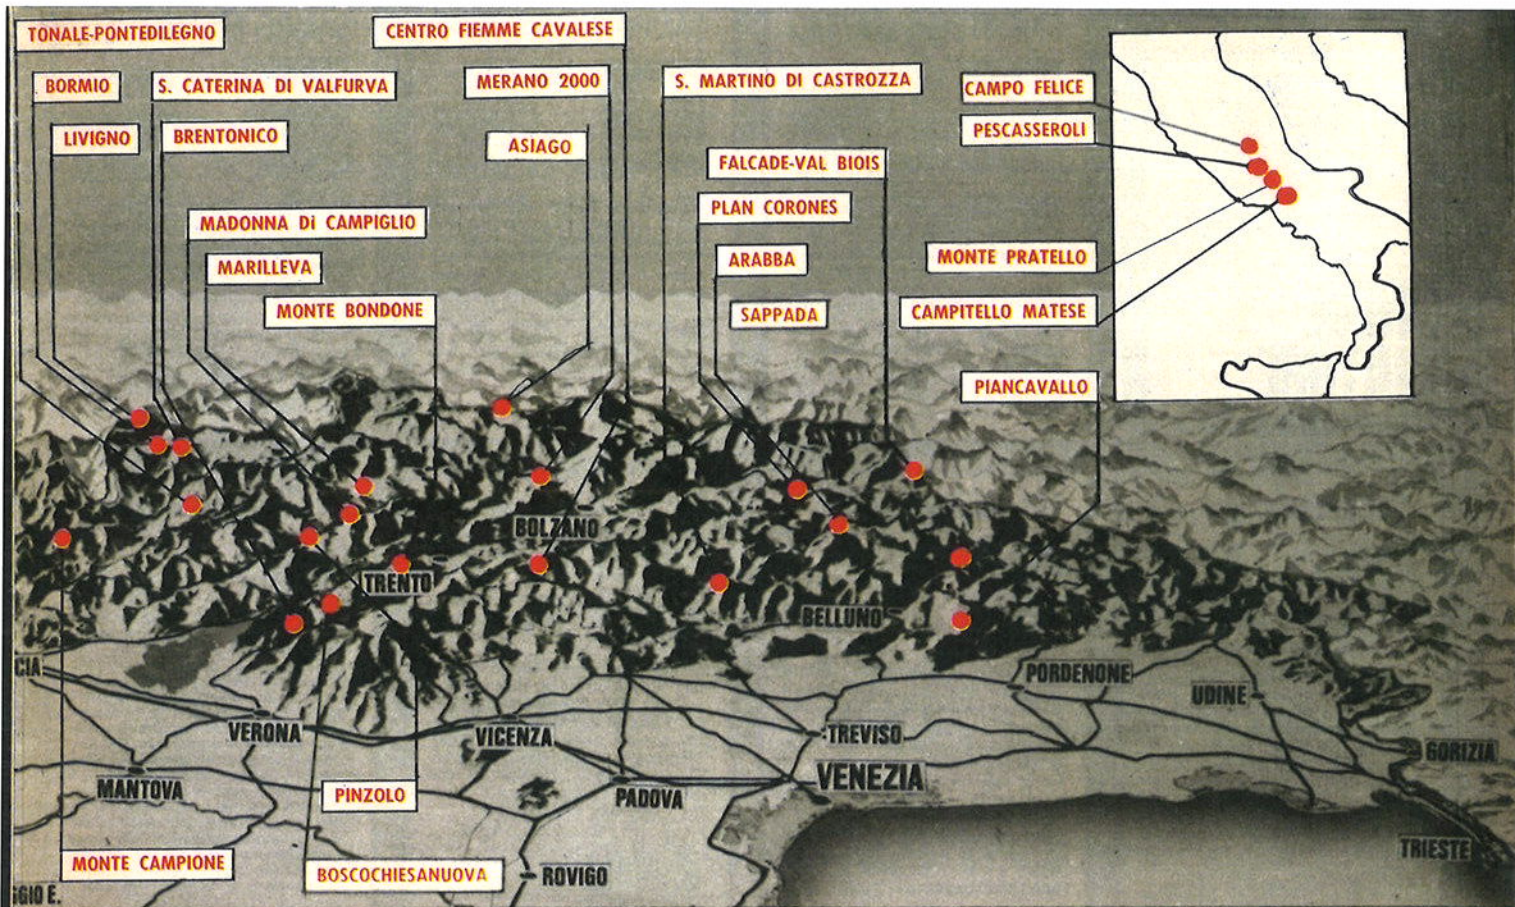 TONALE-PONTEDILEGNO
CENTRO FIEMME CAVALESE
BORMIO
S. CATERINA DI VALFURVA
MERANO 2000
S. MARTINO DI CASTROZZA
CAMPO FELICE
LIVIGNO
BRENTONICO
ASIAGO
PESCASSEROLI
FALCADE-VAL BIOIS
MADONNA Di CAMPIGLIO
PLAN CORONES
MARILLEVA
ARABBA
MONTE PRATELLO
MONTE BONDONE
SAPPADA
CAMPITELLO MATESE
PIANCAVALLO
BOLZANO
TRENTO
BELLUNO
CIA
PORDENONE
UDINE
VERONA
VICENZA
TREVISO
GORIZIA
MANTOVA
PINZOLO
PADOVA
VENEZIA
TRIESTE
MONTE CAMPIONE
BOSCOCHIESANUOVA
ROVIGO
GGIO E.